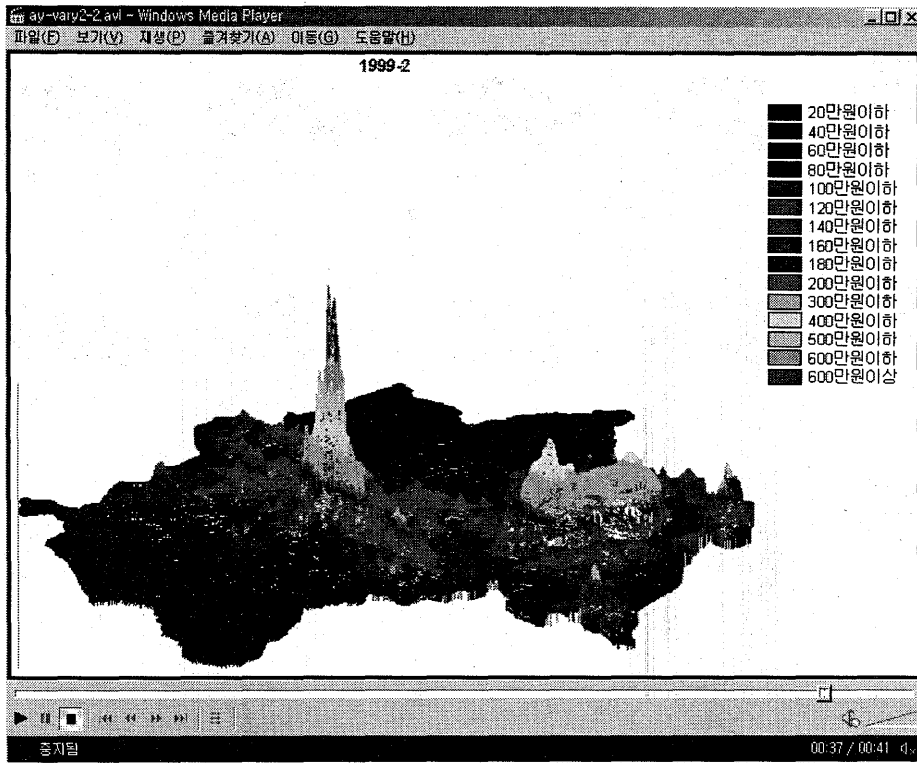 ay-vary2-2.avi - Windows Media Player
파일(F) 보기(V) 재생(P) 즐겨찾기(A) 이동(G) 도움말(H)
1999-2
20만원이하
40만원이하
60만원이하
80만원이하
100만원이하
120만원이하
140만원이하
160만원이하
180만원이하
200만원이하
300만원이하
400만원이하
500만원이하
600만원이하
600만원이상
중지됨
00:37 / 00:41